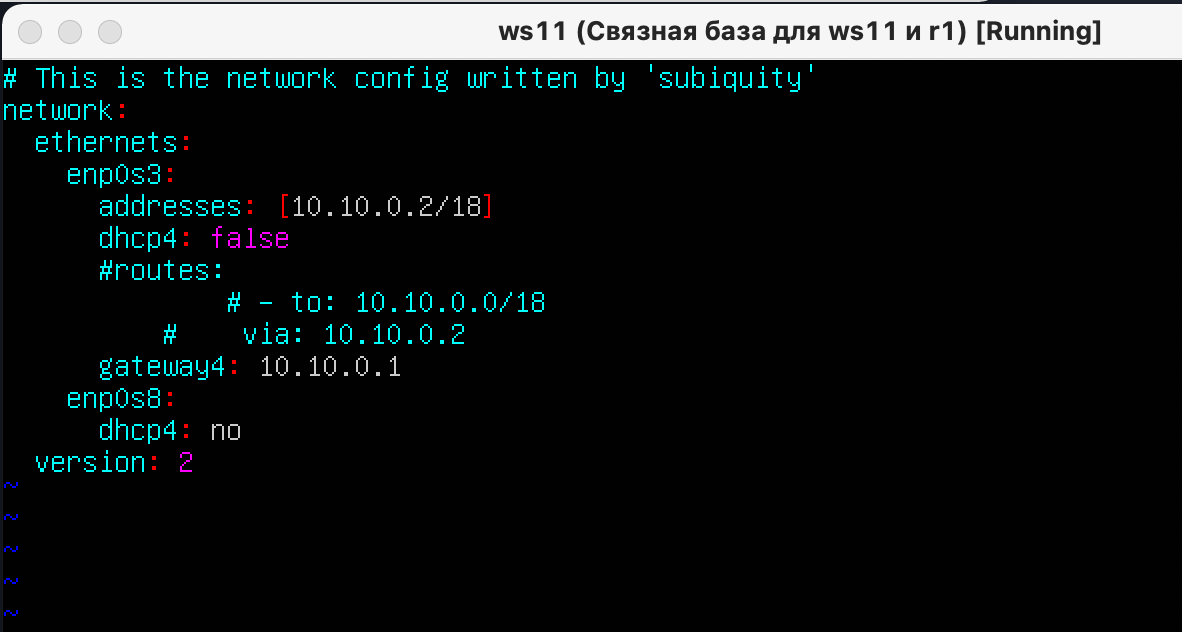 ws11 (Связная база для ws11 и r1) [Running]
# This is the network config written by 'subiquity'
network:
  ethernets:
    enp0s3:
      addresses: [10.10.0.2/18]
      dhcp4: false
      #routes:
              # - to: 10.10.0.0/18
          #    via: 10.10.0.2
      gateway4: 10.10.0.1
    enp0s8:
      dhcp4: no
  version: 2
~
~
~
~
~